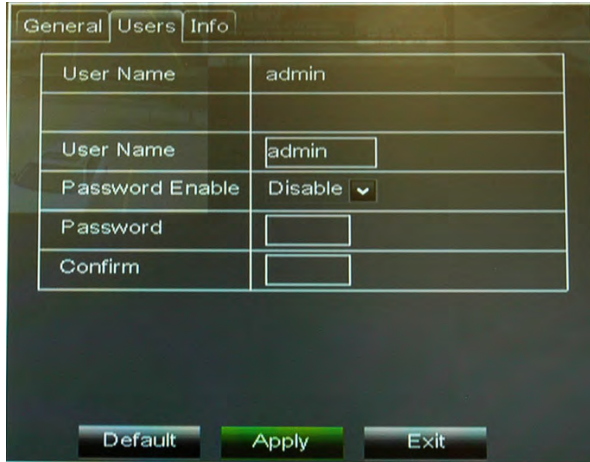 General Users Info
User Name admin
User Name admin
Password Enable Disable
Password
Confirm
Default Apply Exit